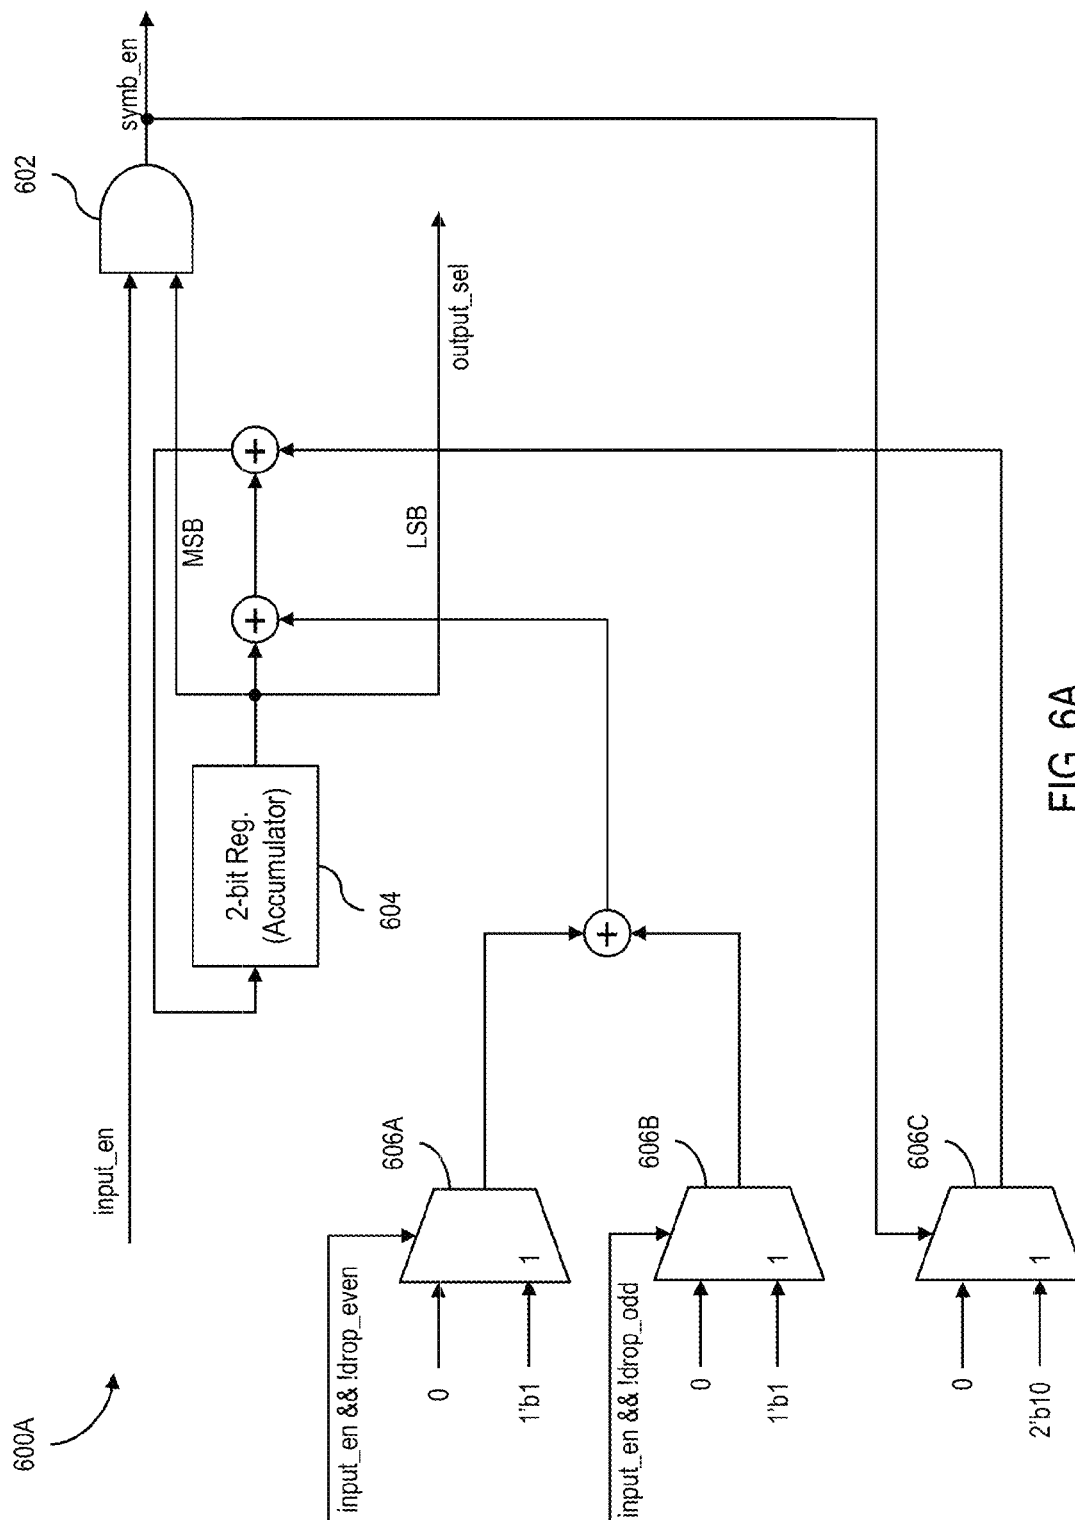 600A
input_en
602
symb_en
MSB
2-bit Reg.
(Accumulator)
604
+
+
LSB
output_sel
input_en && !drop_even
0
1'b1
1
606A
+
input_en && !drop_odd
0
1'b1
1
606B
0
2'b10
1
606C
FIG. 6A